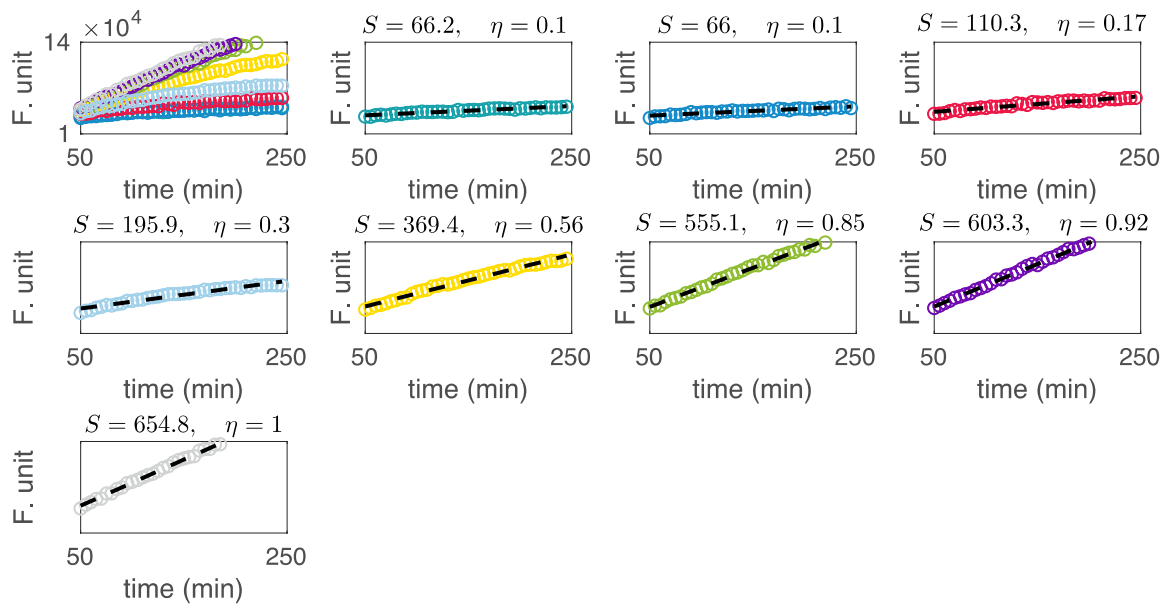 ×10⁴
14
1
F. unit
50
250
time (min)
S = 66.2, η = 0.1
F. unit
50
250
time (min)
S = 66, η = 0.1
F. unit
50
250
time (min)
S = 110.3, η = 0.17
F. unit
50
250
time (min)
S = 195.9, η = 0.3
F. unit
50
250
time (min)
S = 369.4, η = 0.56
F. unit
50
250
time (min)
S = 555.1, η = 0.85
F. unit
50
250
time (min)
S = 603.3, η = 0.92
F. unit
50
250
time (min)
S = 654.8, η = 1
F. unit
50
250
time (min)